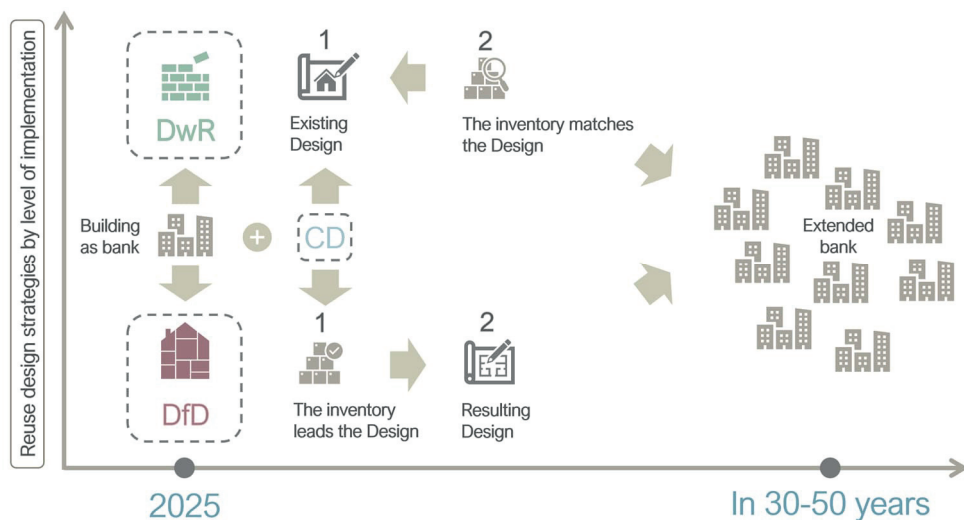 Reuse design strategies by level of implementation
DwR
1
Existing
Design
2
The inventory matches
the Design
Building
as bank
+
CD
Extended
bank
DfD
1
The inventory
leads the Design
2
Resulting
Design
2025
In 30-50 years